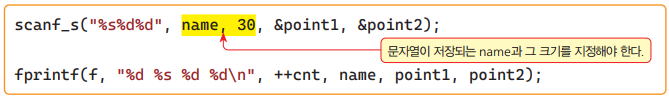 scanf_s("%s%d%d", name, 30, &point1, &point2);
문자열이 저장되는 name과 그 크기를 지정해야 한다.
fprintf(f, "%d %s %d %d\n", ++cnt, name, point1, point2);